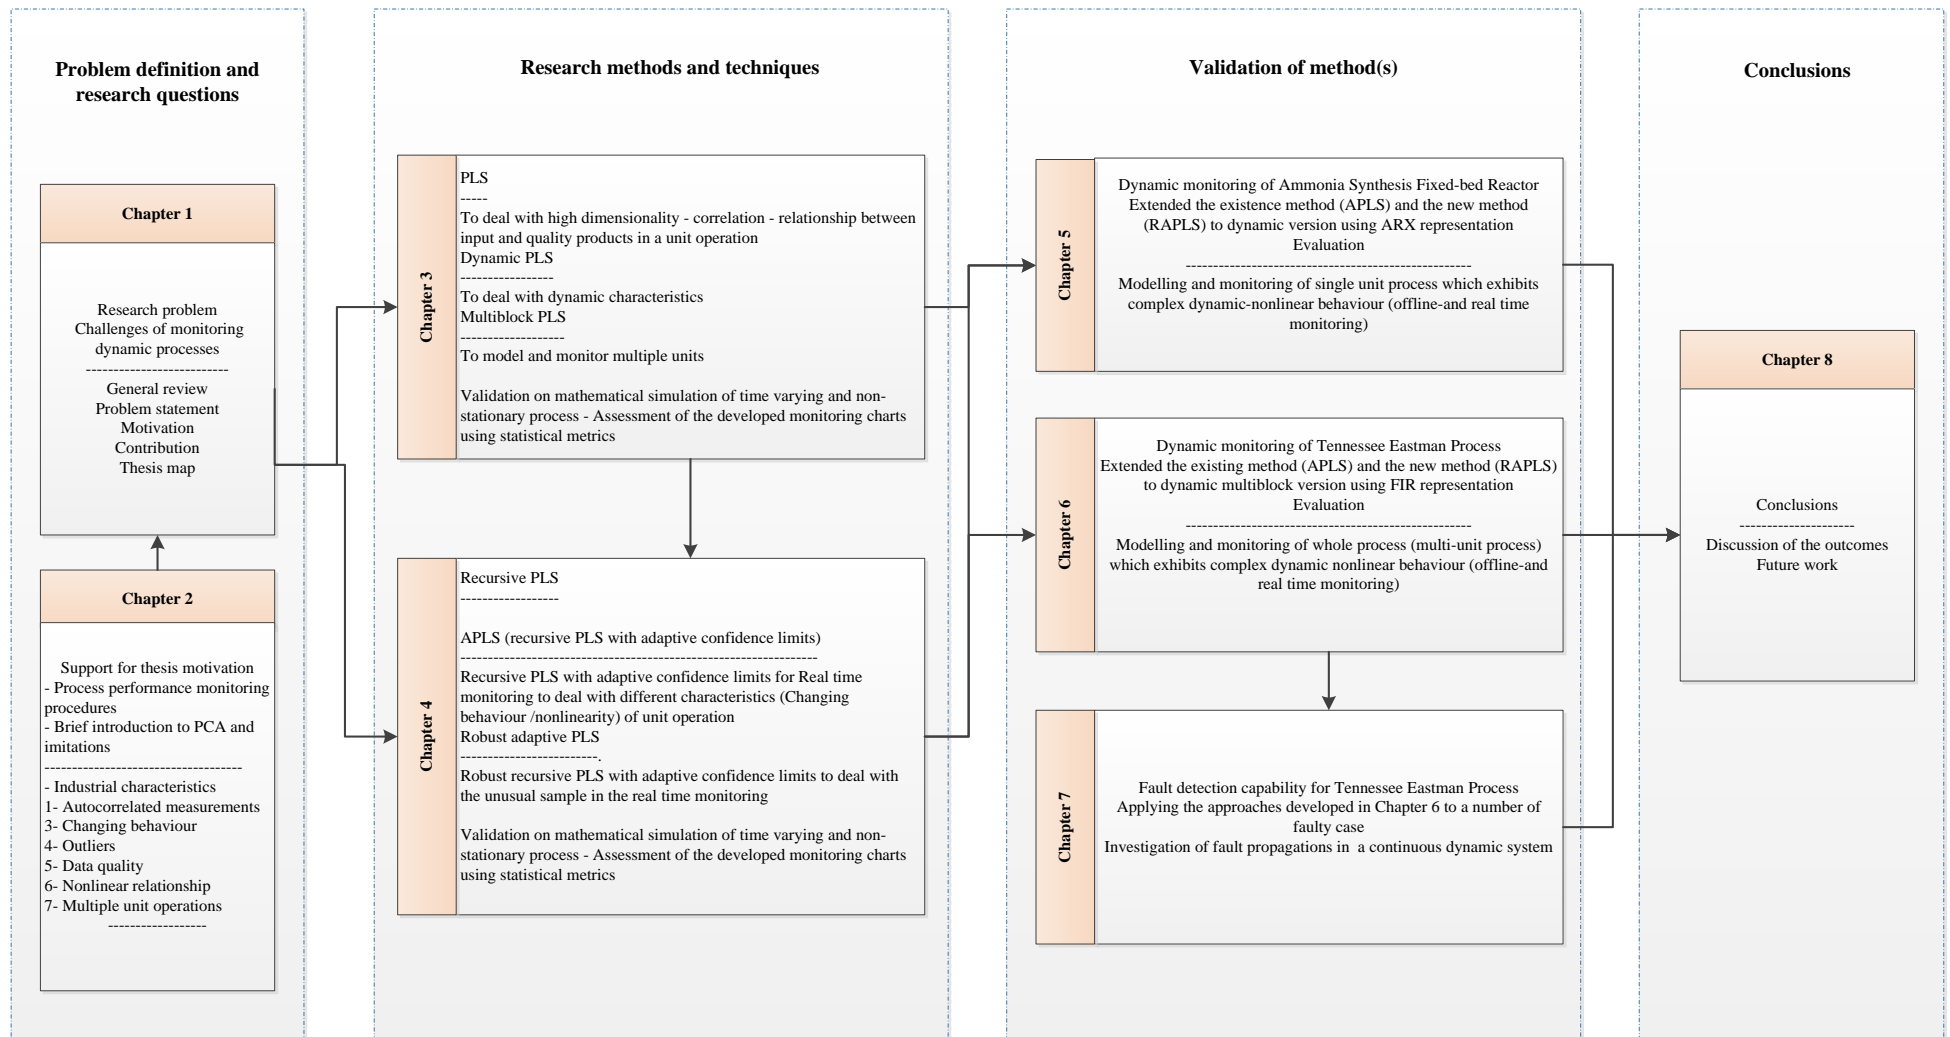 Problem definition and
research questions
Chapter 1
Research problem
Challenges of monitoring
dynamic processes
--------------------------
General review
Problem statement
Motivation
Contribution
Thesis map
Chapter 2
Support for thesis motivation
- Process performance monitoring
procedures
- Brief introduction to PCA and
imitations
------------------------------------
- Industrial characteristics
1- Autocorrelated measurements
3- Changing behaviour
4- Outliers
5- Data quality
6- Nonlinear relationship
7- Multiple unit operations
------------------
Research methods and techniques
Chapter 3
PLS
-----
To deal with high dimensionality - correlation - relationship between
input and quality products in a unit operation
Dynamic PLS
-----------------
To deal with dynamic characteristics
Multiblock PLS
-------------------
To model and monitor multiple units
Validation on mathematical simulation of time varying and non-
stationary process - Assessment of the developed monitoring charts
using statistical metrics
Chapter 4
Recursive PLS
------------------
APLS (recursive PLS with adaptive confidence limits)
-----------------------------------------------------------------
Recursive PLS with adaptive confidence limits for Real time
monitoring to deal with different characteristics (Changing
behaviour /nonlinearity) of unit operation
Robust adaptive PLS
-------------------------.
Robust recursive PLS with adaptive confidence limits to deal with
the unusual sample in the real time monitoring
Validation on mathematical simulation of time varying and non-
stationary process - Assessment of the developed monitoring charts
using statistical metrics
Validation of method(s)
Chapter 5
Dynamic monitoring of Ammonia Synthesis Fixed-bed Reactor
Extended the existence method (APLS) and the new method
(RAPLS) to dynamic version using ARX representation
Evaluation
----------------------------------------------------
Modelling and monitoring of single unit process which exhibits
complex dynamic-nonlinear behaviour (offline-and real time
monitoring)
Chapter 6
Dynamic monitoring of Tennessee Eastman Process
Extended the existing method (APLS) and the new method (RAPLS)
to dynamic multiblock version using FIR representation
Evaluation
----------------------------------------------------
Modelling and monitoring of whole process (multi-unit process)
which exhibits complex dynamic nonlinear behaviour (offline-and
real time monitoring)
Chapter 7
Fault detection capability for Tennessee Eastman Process
Applying the approaches developed in Chapter 6 to a number of
faulty case
Investigation of fault propagations in a continuous dynamic system
Conclusions
Chapter 8
Conclusions
---------------------
Discussion of the outcomes
Future work